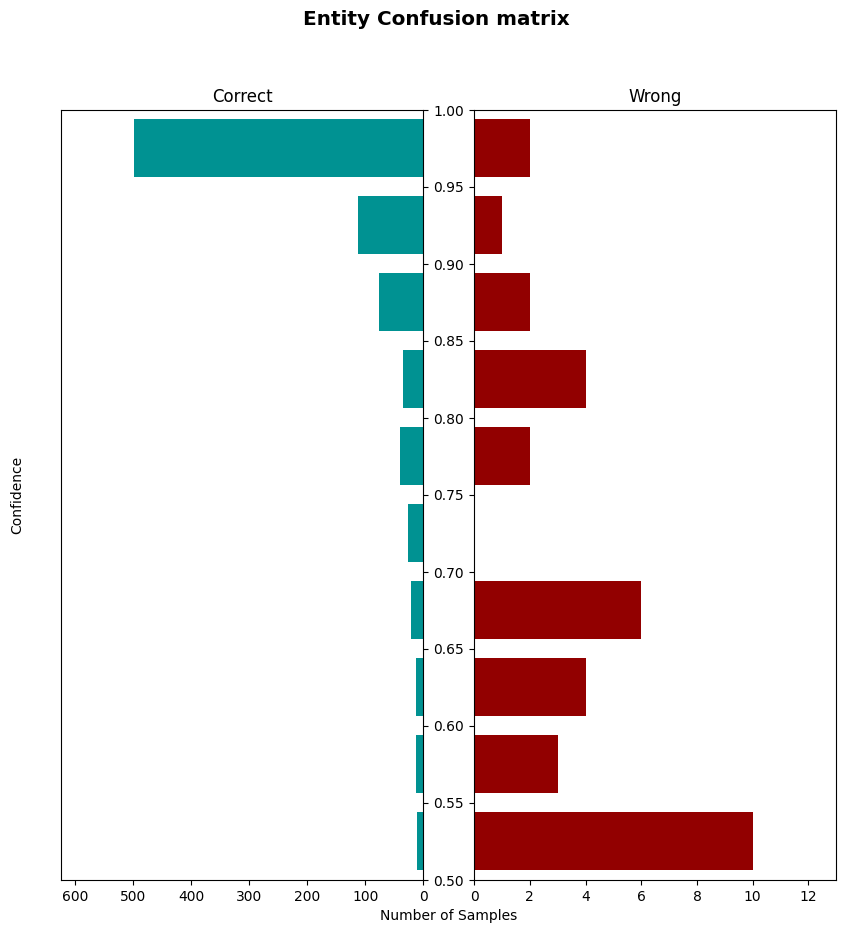 Entity Confusion matrix
Correct
Wrong
1.00
0.95
0.90
0.85
0.80
0.75
0.70
0.65
0.60
0.55
0.50
Confidence
600 500 400 300 200 100 0
0 2 4 6 8 10 12
Number of Samples